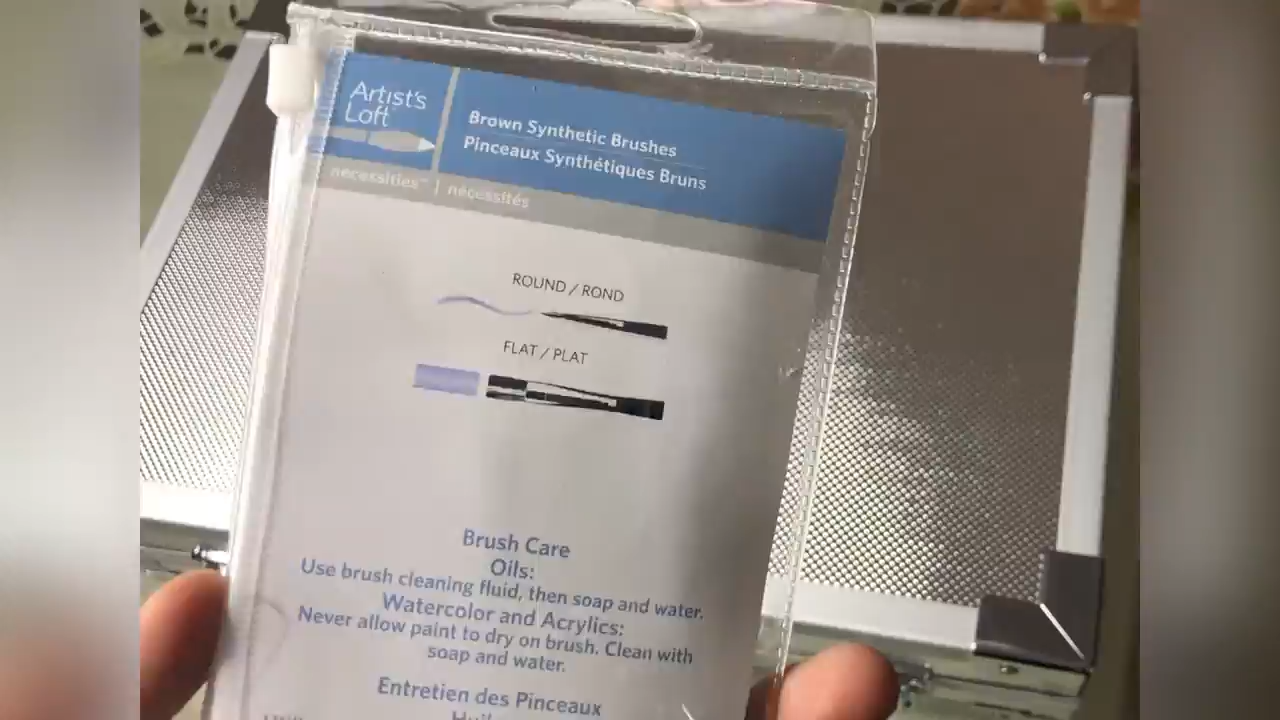 Artist's
Loft
Brown Synthetic Brushes
Pinceaux Synthétiques Bruns
necessities™ | nécessités
ROUND / ROND
FLAT / PLAT
Brush Care
Oils:
Use brush cleaning fluid, then soap and water.
Watercolor and Acrylics:
Never allow paint to dry on brush. Clean with
soap and water.
Entretien des Pinceaux